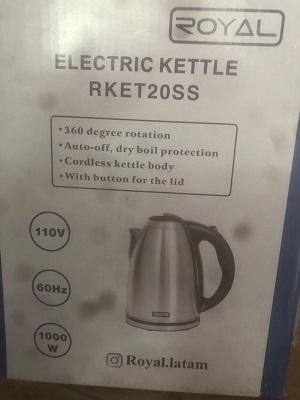 ROYAL
ELECTRIC KETTLE
RKET20SS
• 360 degree rotation
• Auto-off, dry boil protection
• Cordless kettle body
• With button for the lid
110V
60Hz
1000
W
Royal.latam